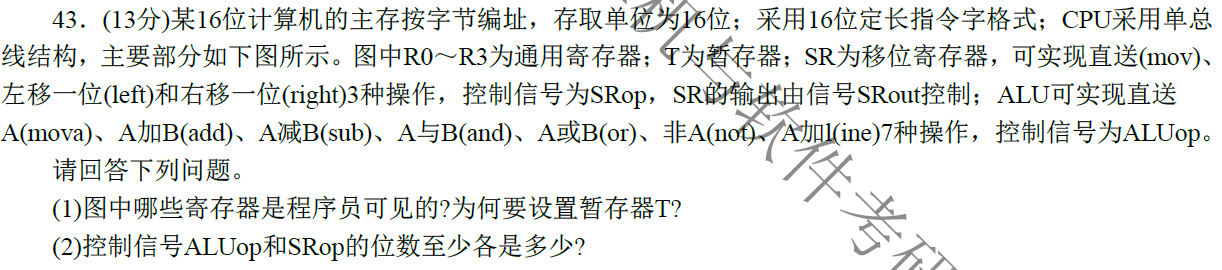 43．(13分)某16位计算机的主存按字节编址，存取单位为16位；采用16位定长指令字格式；CPU采用单总
线结构，主要部分如下图所示。图中R0～R3为通用寄存器；T为暂存器；SR为移位寄存器，可实现直送(mov)、
左移一位(left)和右移一位(right)3种操作，控制信号为SRop，SR的输出由信号SRout控制；ALU可实现直送
A(mova)、A加B(add)、A减B(sub)、A与B(and)、A或B(or)、非A(not)、A加l(ine)7种操作，控制信号为ALUop。
请回答下列问题。
(1)图中哪些寄存器是程序员可见的?为何要设置暂存器T?
(2)控制信号ALUop和SRop的位数至少各是多少?
机与软件考研